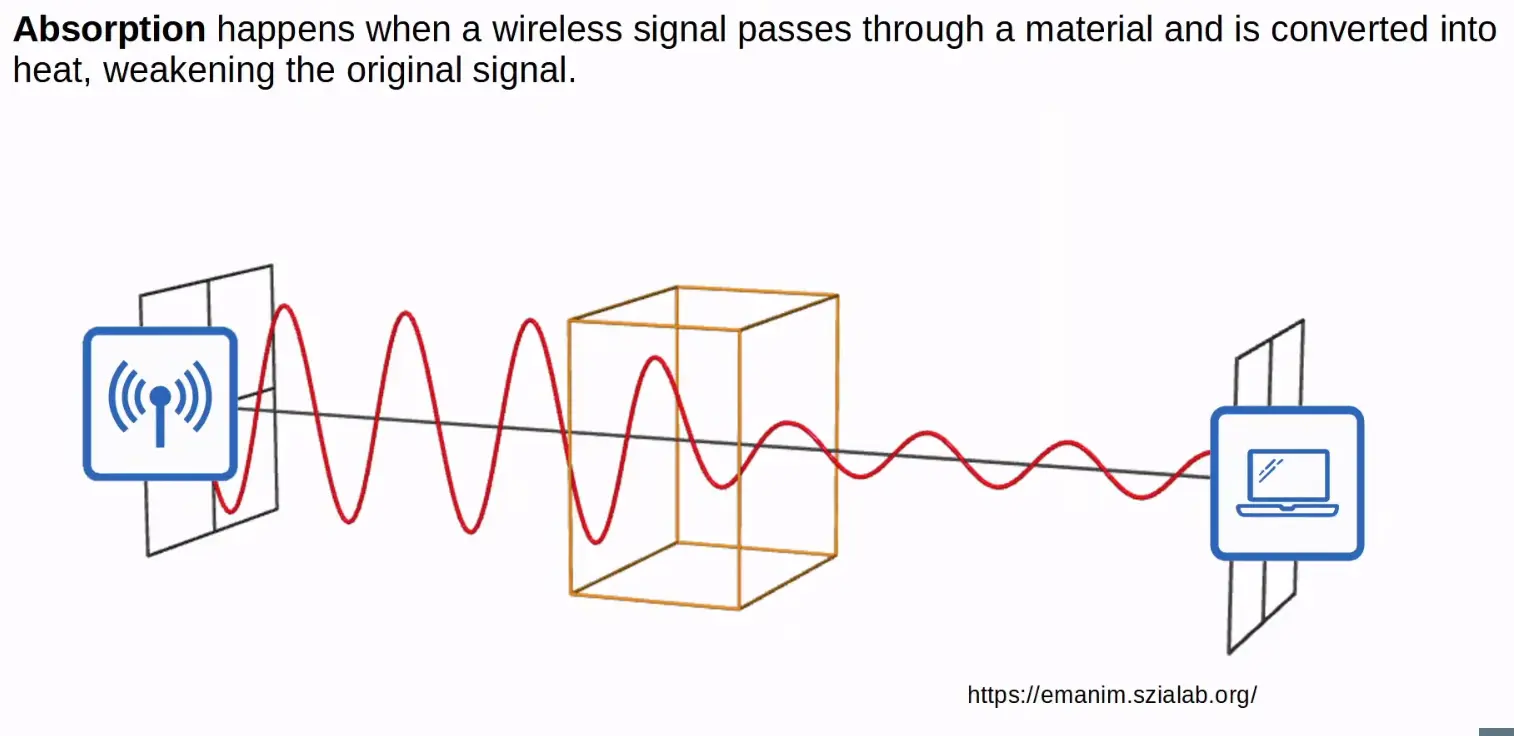 Absorption happens when a wireless signal passes through a material and is converted into
heat, weakening the original signal.
https://emanim.szialab.org/